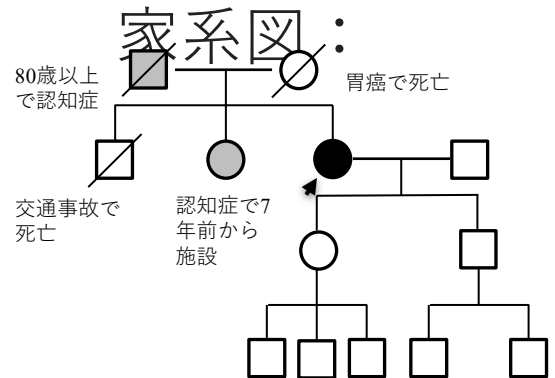 家系図：
80歳以上
で認知症
胃癌で死亡
交通事故で
死亡
認知症で7
年前から
施設